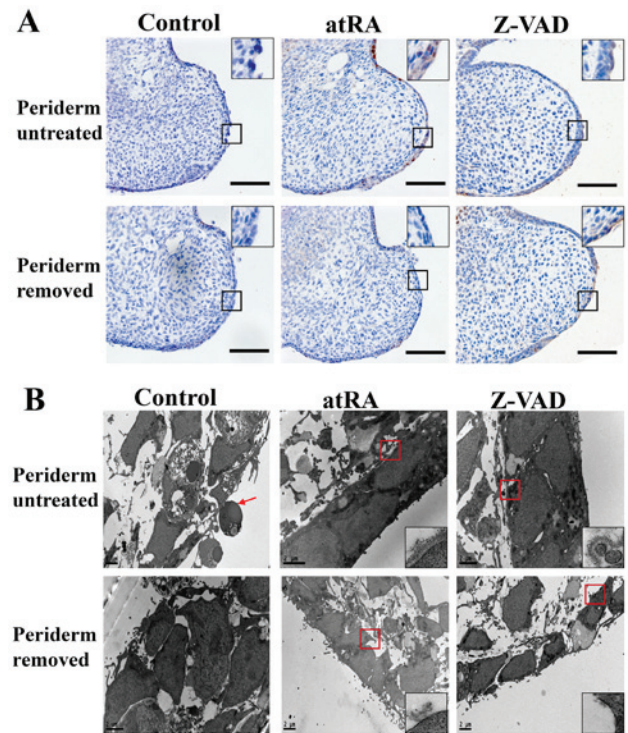 A
Control atRA Z-VAD
Periderm
untreated
Periderm
removed
B
Control atRA Z-VAD
Periderm
untreated
Periderm
removed